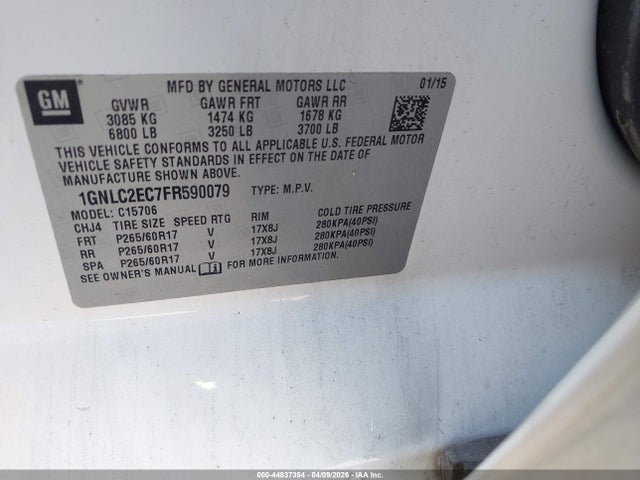 GM
MFD BY GENERAL MOTORS LLC 01/15
GVWR GAWR FRT GAWR RR
3085 KG 1474 KG 1678 KG
6800 LB 3250 LB 3700 LB
THIS VEHICLE CONFORMS TO ALL APPLICABLE U.S. FEDERAL MOTOR
VEHICLE SAFETY STANDARDS IN EFFECT ON THE DATE OF
MANUFACTURE SHOWN ABOVE.
1GNLC2EC7FR590079 TYPE: M.P.V.
MODEL: C15706
CHJ4 TIRE SIZE SPEED RTG RIM COLD TIRE PRESSURE
FRT P265/60R17 V 17X8J 280KPA(40PSI)
RR P265/60R17 V 17X8J 280KPA(40PSI)
SPA P265/60R17 V 17X8J 280KPA(40PSI)
SEE OWNER'S MANUAL FOR MORE INFORMATION.
000-44837354 | 04/09/2026 | IAA Inc.